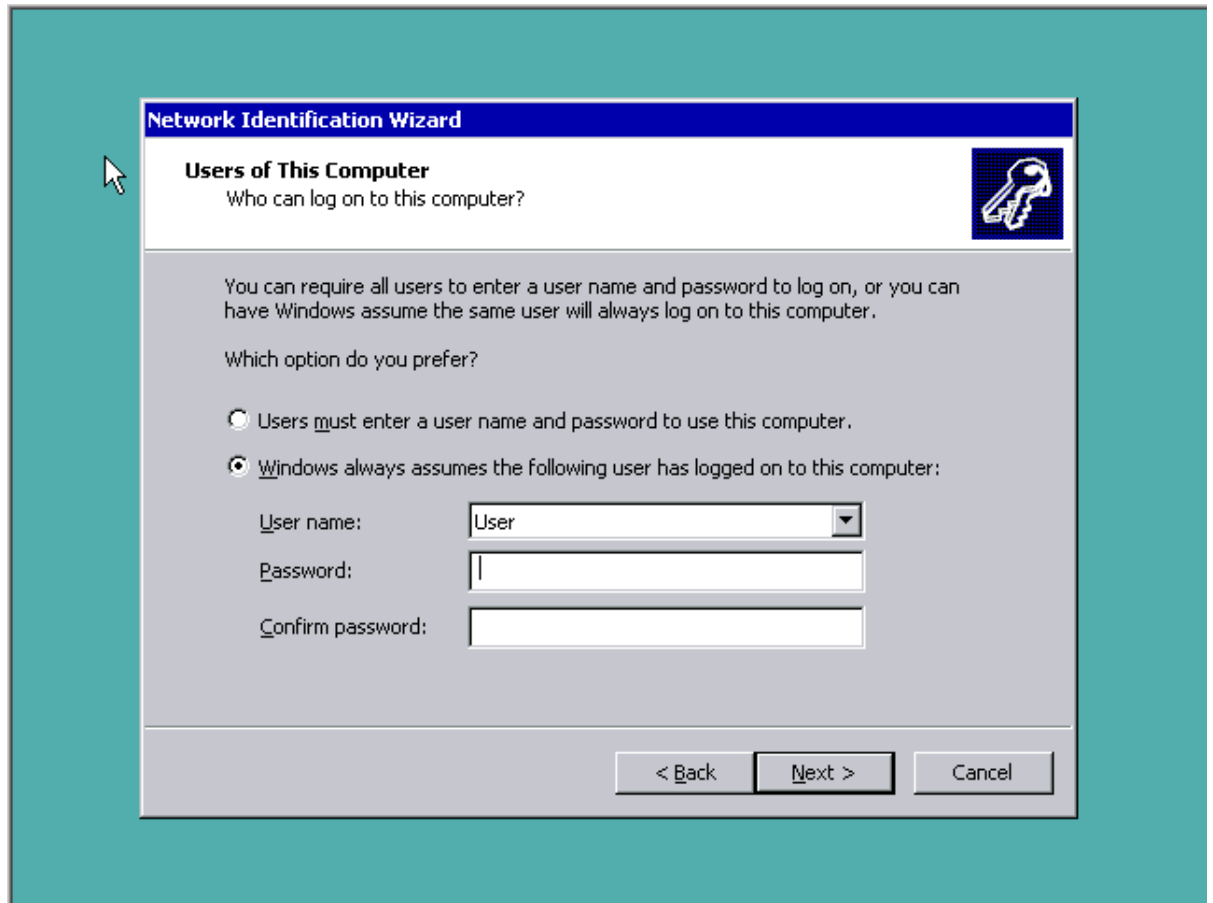 Network Identification Wizard
Users of This Computer
Who can log on to this computer?
You can require all users to enter a user name and password to log on, or you can
have Windows assume the same user will always log on to this computer.
Which option do you prefer?
Users must enter a user name and password to use this computer.
Windows always assumes the following user has logged on to this computer:
User name: User
Password:
Confirm password:
< Back Next > Cancel